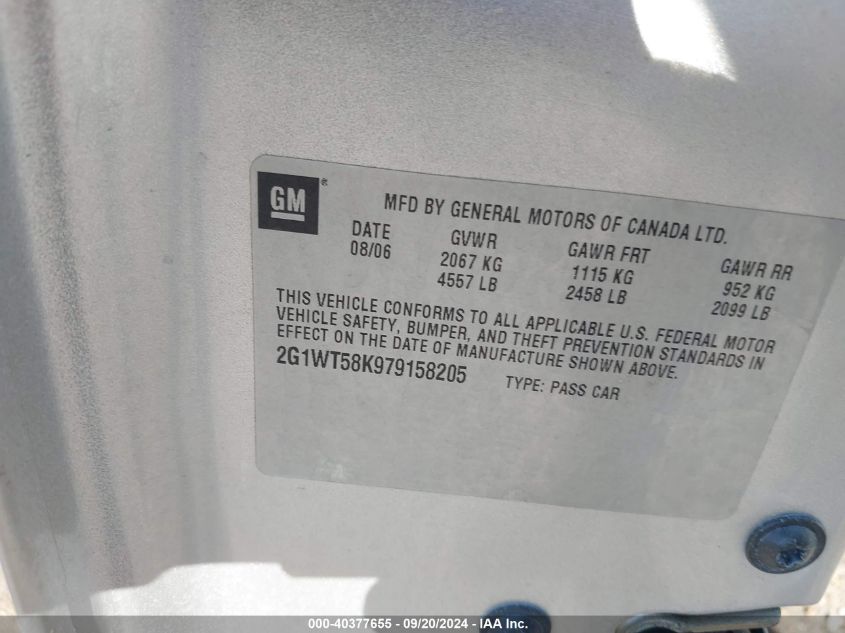 GM®
MFD BY GENERAL MOTORS OF CANADA LTD.
DATE GVWR GAWR FRT GAWR RR
08/06 2067 KG 1115 KG 952 KG
4557 LB 2458 LB 2099 LB
THIS VEHICLE CONFORMS TO ALL APPLICABLE U.S. FEDERAL MOTOR
VEHICLE SAFETY, BUMPER, AND THEFT PREVENTION STANDARDS IN
EFFECT ON THE DATE OF MANUFACTURE SHOWN ABOVE.
2G1WT58K979158205 TYPE: PASS CAR
000-40377655 - 09/20/2024 - IAA Inc.